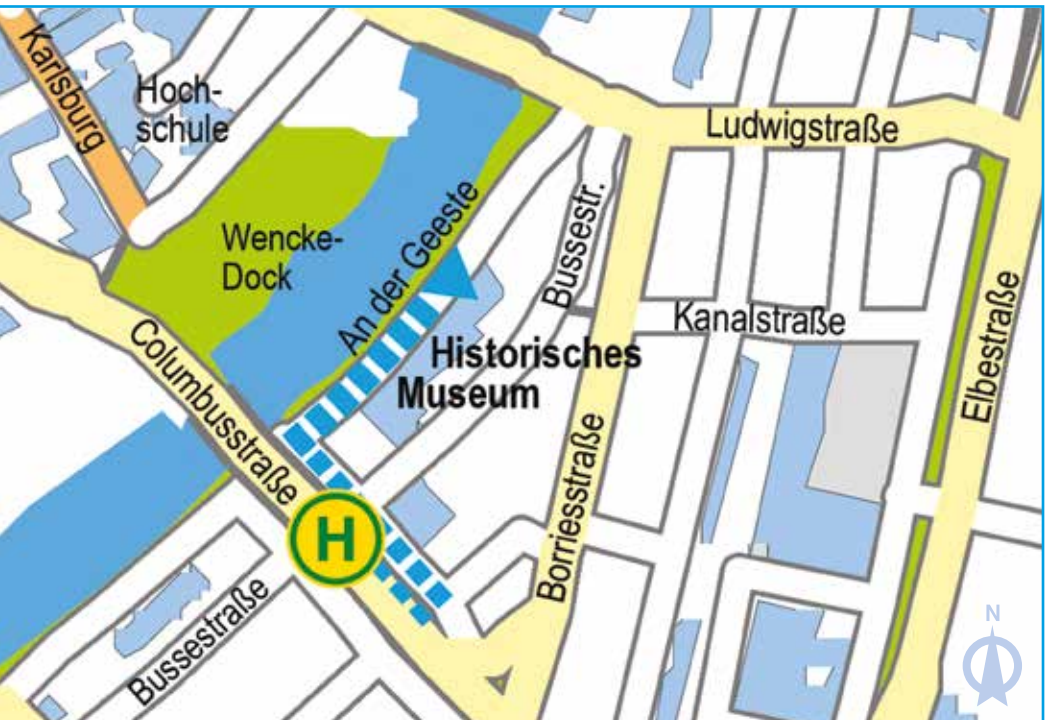 Karlsburg
Hoch-
schule
Ludwigstraße
Wencke-
Dock
An der Geeste
Bussestr.
Kanalstraße
Elbestraße
Columbusstraße
Historisches
Museum
Borriesstraße
H
Bussestraße
N